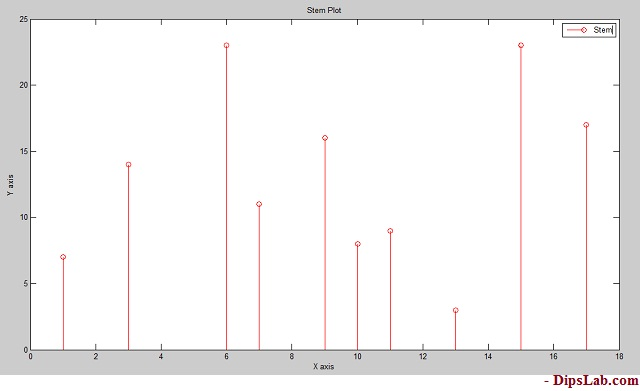 Stem Plot
Stem
Y axis
25
20
15
10
5
0
0 2 4 6 8 10 12 14 16 18
X axis
- DipsLab.com